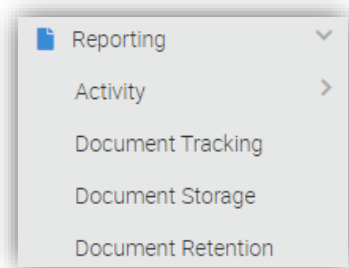 Reporting
Activity
Document Tracking
Document Storage
Document Retention